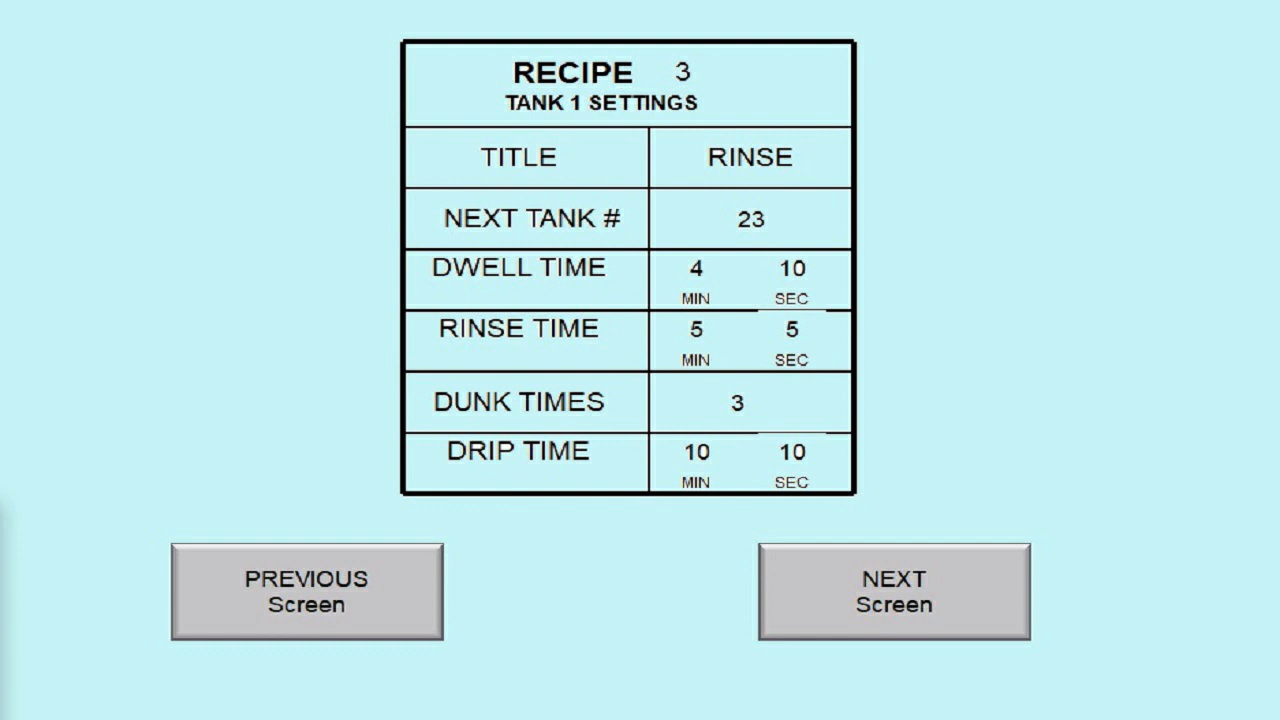 RECIPE 3
TANK 1 SETTINGS
TITLE RINSE
NEXT TANK # 23
DWELL TIME 4 10
MIN SEC
RINSE TIME 5 5
MIN SEC
DUNK TIMES 3
DRIP TIME 10 10
MIN SEC
PREVIOUS
Screen
NEXT
Screen